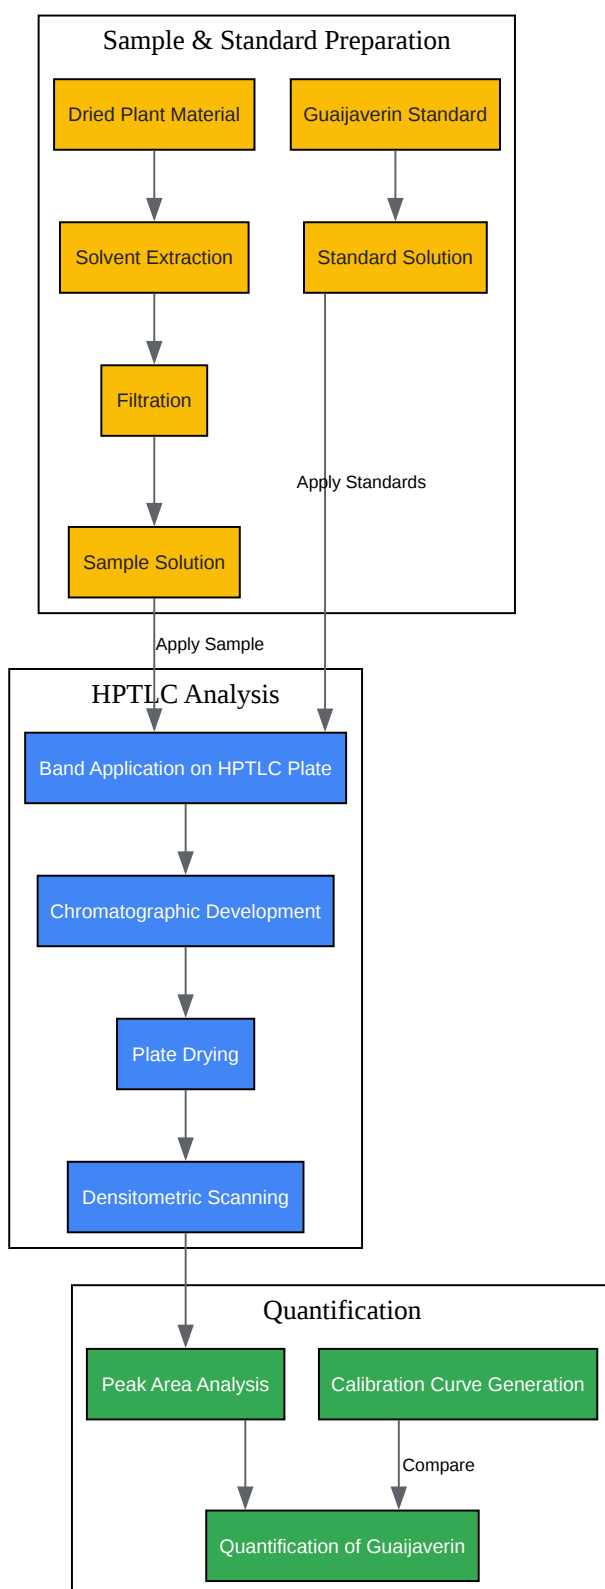 Sample & Standard Preparation
Dried Plant Material
Guaijaverin Standard
Solvent Extraction
Standard Solution
Filtration
Apply Standards
Sample Solution
Apply Sample
HPTLC Analysis
Band Application on HPTLC Plate
Chromatographic Development
Plate Drying
Densitometric Scanning
Quantification
Peak Area Analysis
Calibration Curve Generation
Compare
Quantification of Guaijaverin